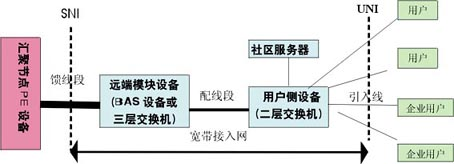 SNI
UNI
汇聚节点PE设备
馈线段
远端模块设备
(BAS设备或
三层交换机)
配线段
社区服务器
用户侧设备
(二层交换机)
引入线
用户
用户
企业用户
企业用户
宽带接入网